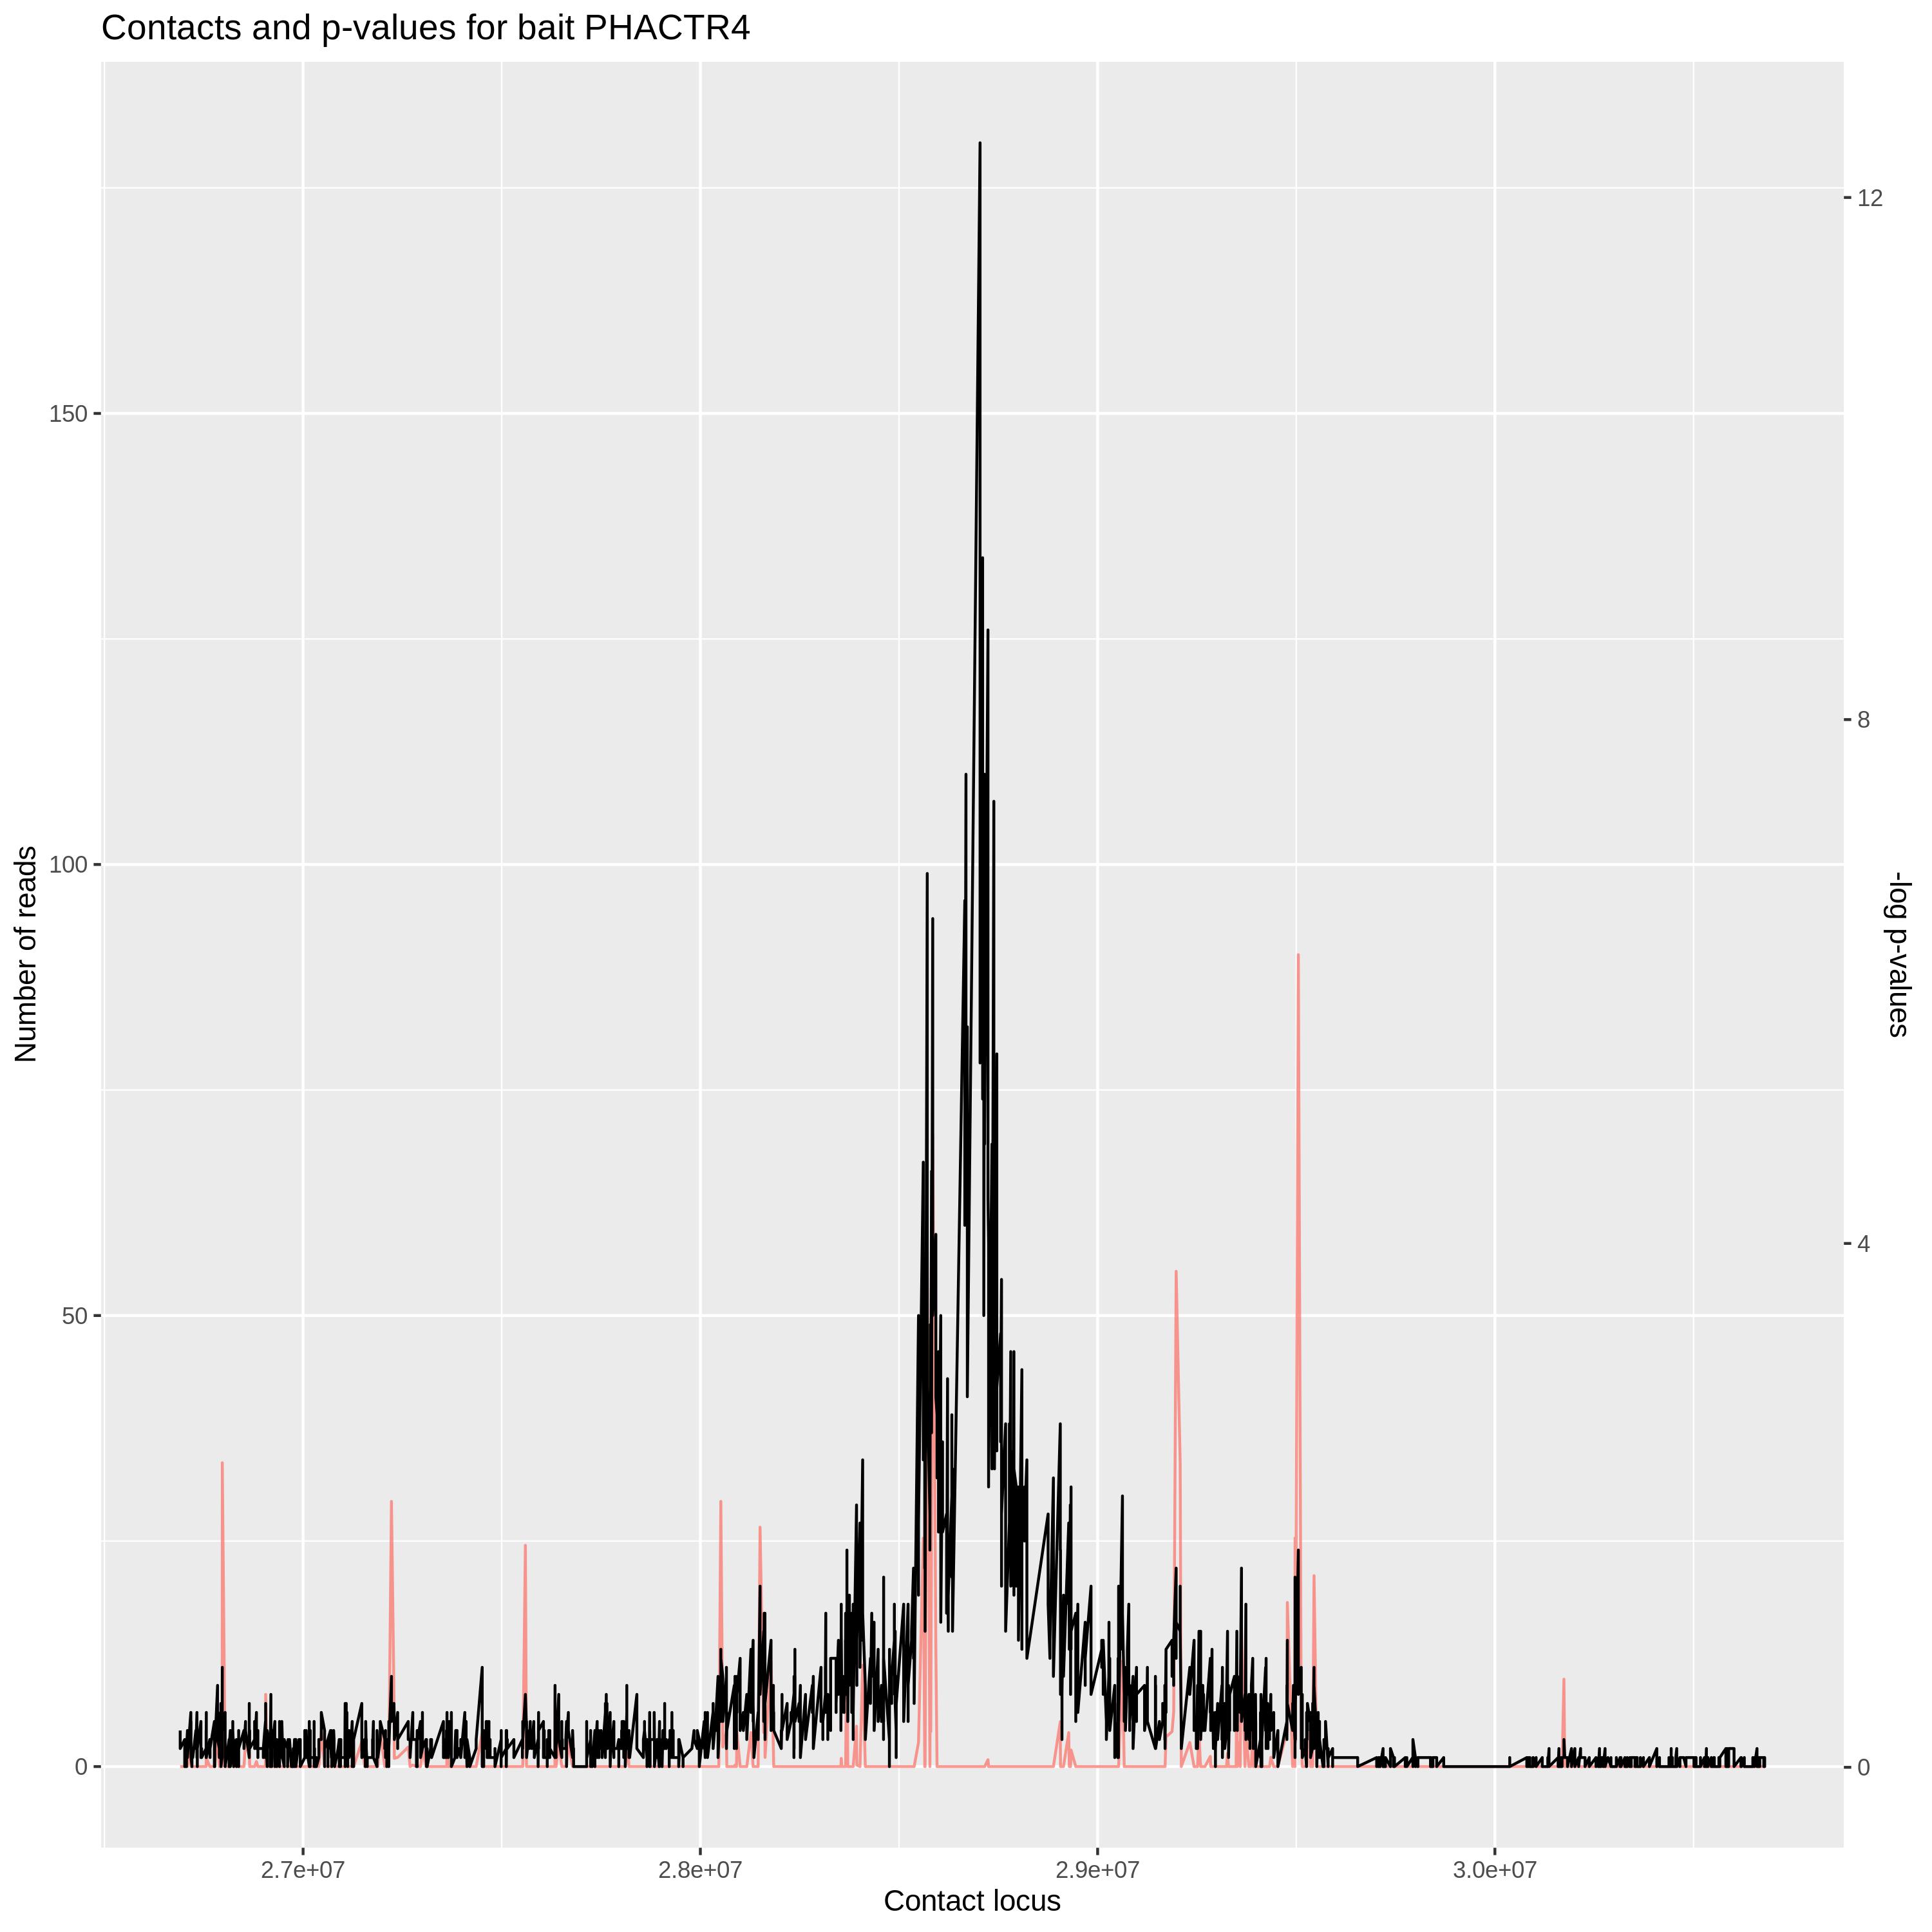 Contacts and p-values for bait PHACTR4
150
100
50
0
Number of reads
12
8
4
0
-log p-values
2.7e+07
2.8e+07
2.9e+07
3.0e+07
Contact locus